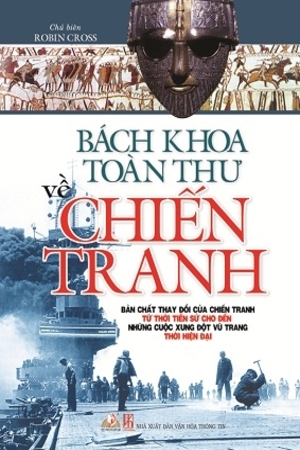 Chủ biên
ROBIN CROSS
BÁCH KHOA
TOÀN THƯ
về
CHIẾN
TRANH
BẢN CHẤT THAY ĐỔI CỦA CHIẾN TRANH
TỪ THỜI TIỀN SỬ CHO ĐẾN
NHỮNG CUỘC XUNG ĐỘT VŨ TRANG
THỜI HIỆN ĐẠI
NHÀ XUẤT BẢN VĂN HÓA THÔNG TIN